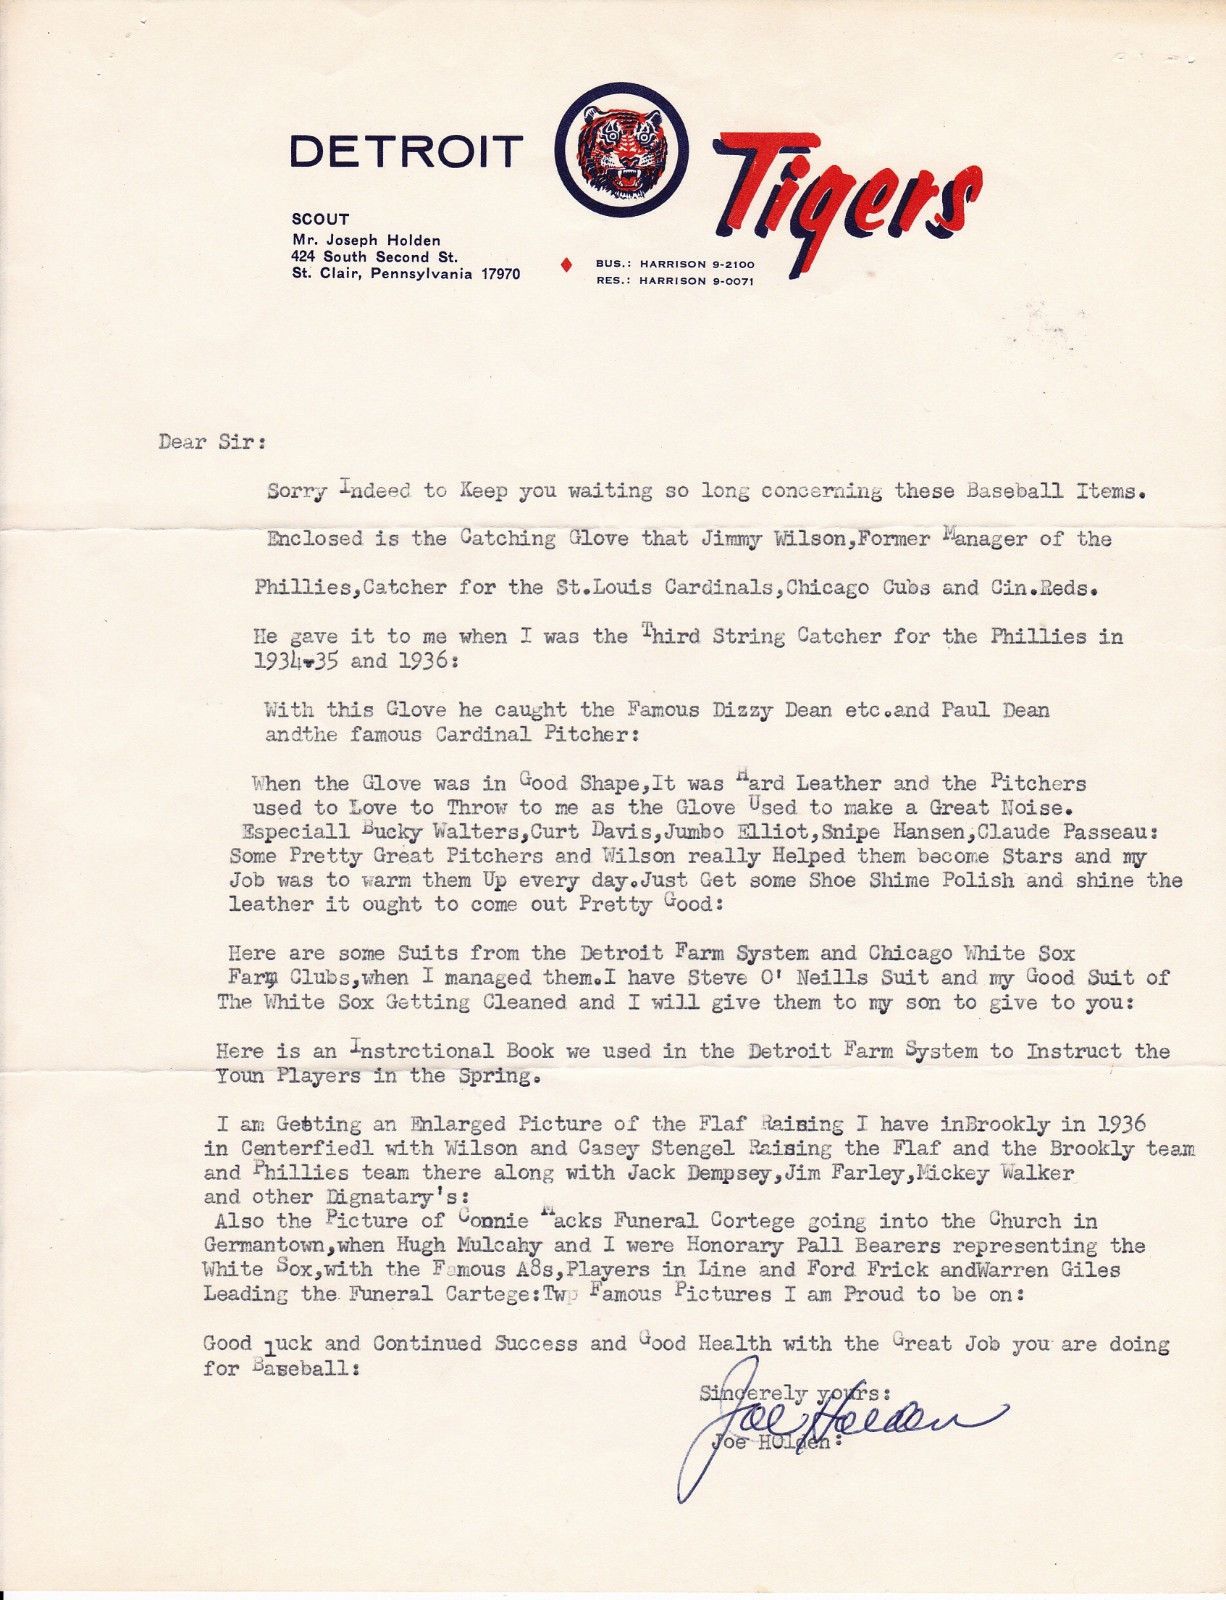 DETROIT Tigers
SCOUT
Mr. Joseph Holden
424 South Second St.
St. Clair, Pennsylvania 17970
BUS.: HARRISON 9-2100
RES.: HARRISON 9-0071
Dear Sir:
Sorry Indeed to Keep you waiting so long concerning these Baseball Items.
Enclosed is the Catching Glove that Jimmy Wilson,Former Manager of the
Phillies,Catcher for the St.Louis Cardinals,Chicago Cubs and Cin.Reds.
He gave it to me when I was the Third String Catcher for the Phillies in
1934-35 and 1936:
With this Glove he caught the Famous Dizzy Dean etc.and Paul Dean
andthe famous Cardinal Pitcher:
When the Glove was in Good Shape,It was Hard Leather and the Pitchers
used to Love to Throw to me as the Glove Used to make a Great Noise.
Especiall Bucky Walters,Curt Davis,Jumbo Elliot,Snipe Hansen,Claude Passeau:
Some Pretty Great Pitchers and Wilson really Helped them become Stars and my
Job was to warm them Up every day.Just Get some Shoe Shime Polish and shine the
leather it ought to come out Pretty Good:
Here are some Suits from the Detroit Farm System and Chicago White Sox
Farm Clubs,when I managed them.I have Steve O' Neills Suit and my Good Suit of
The White Sox Getting Cleaned and I will give them to my son to give to you:
Here is an Instrctional Book we used in the Detroit Farm System to Instruct the
Youn Players in the Spring.
I am Getting an Enlarged Picture of the Flaf Raising I have inBrookly in 1936
in Centerfiedl with Wilson and Casey Stengel Raising the Flaf and the Brookly team
and Phillies team there along with Jack Dempsey,Jim Farley,Mickey Walker
and other Dignatary's:
Also the Picture of Connie Macks Funeral Cortege going into the Church in
Germantown,when Hugh Mulcahy and I were Honorary Pall Bearers representing the
White Sox,with the Famous A8s,Players in Line and Ford Frick andWarren Giles
Leading the Funeral Cartege:Two Famous Pictures I am Proud to be on:
Good luck and Continued Success and Good Health with the Great Job you are doing
for Baseball:
Sincerely yours:
Joe Holden
Joe HOlden: